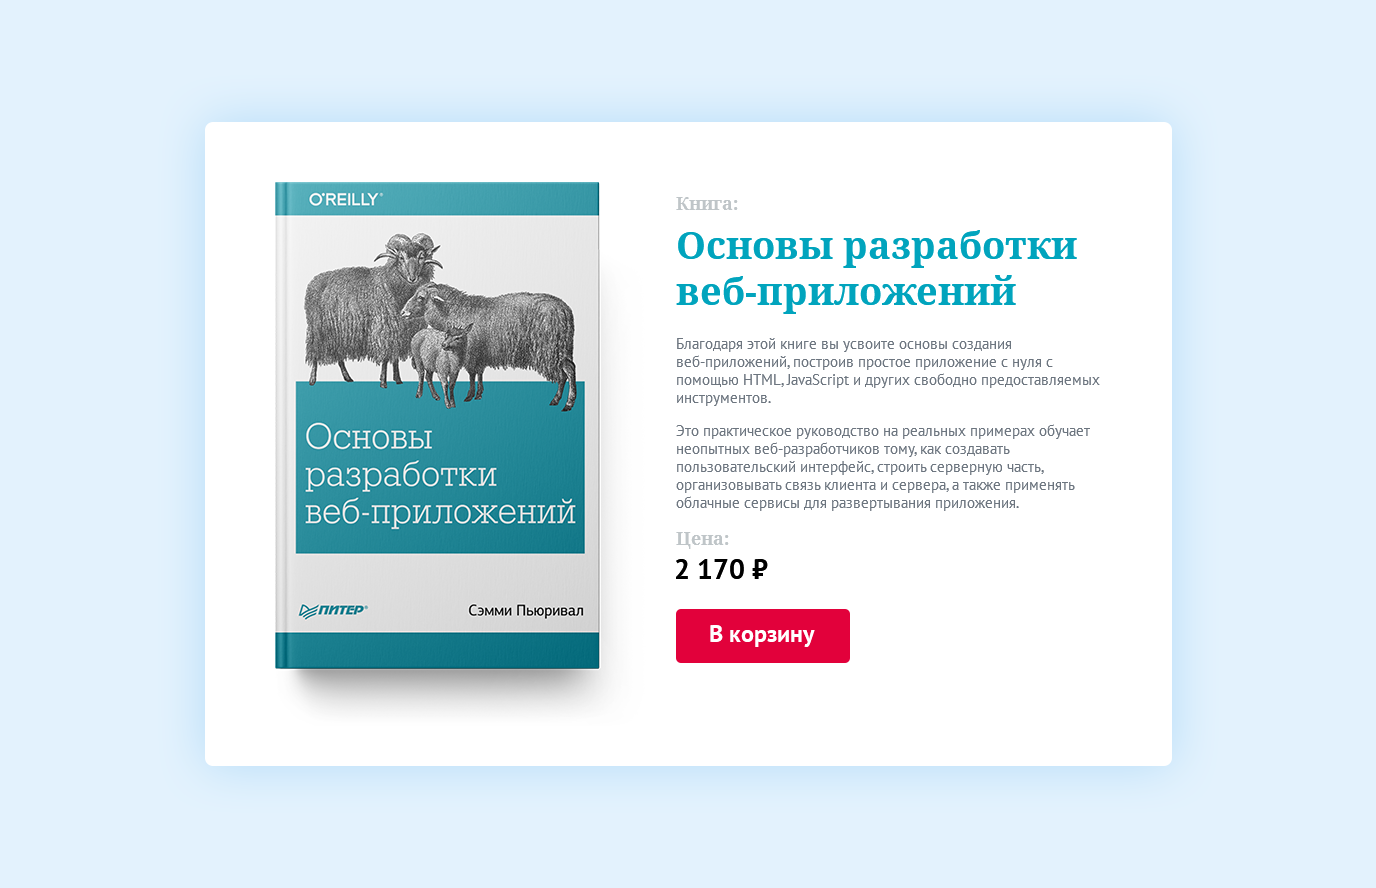 O'REILLY®
Основы
разработки
веб-приложений
ПИТЕР®
Сэмми Пьюривал
Книга:
Основы разработки
веб-приложений
Благодаря этой книге вы усвоите основы создания
веб-приложений, построив простое приложение с нуля с
помощью HTML, JavaScript и других свободно предоставляемых
инструментов.
Это практическое руководство на реальных примерах обучает
неопытных веб-разработчиков тому, как создавать
пользовательский интерфейс, строить серверную часть,
организовывать связь клиента и сервера, а также применять
облачные сервисы для развертывания приложения.
Цена:
2 170 ₽
В корзину